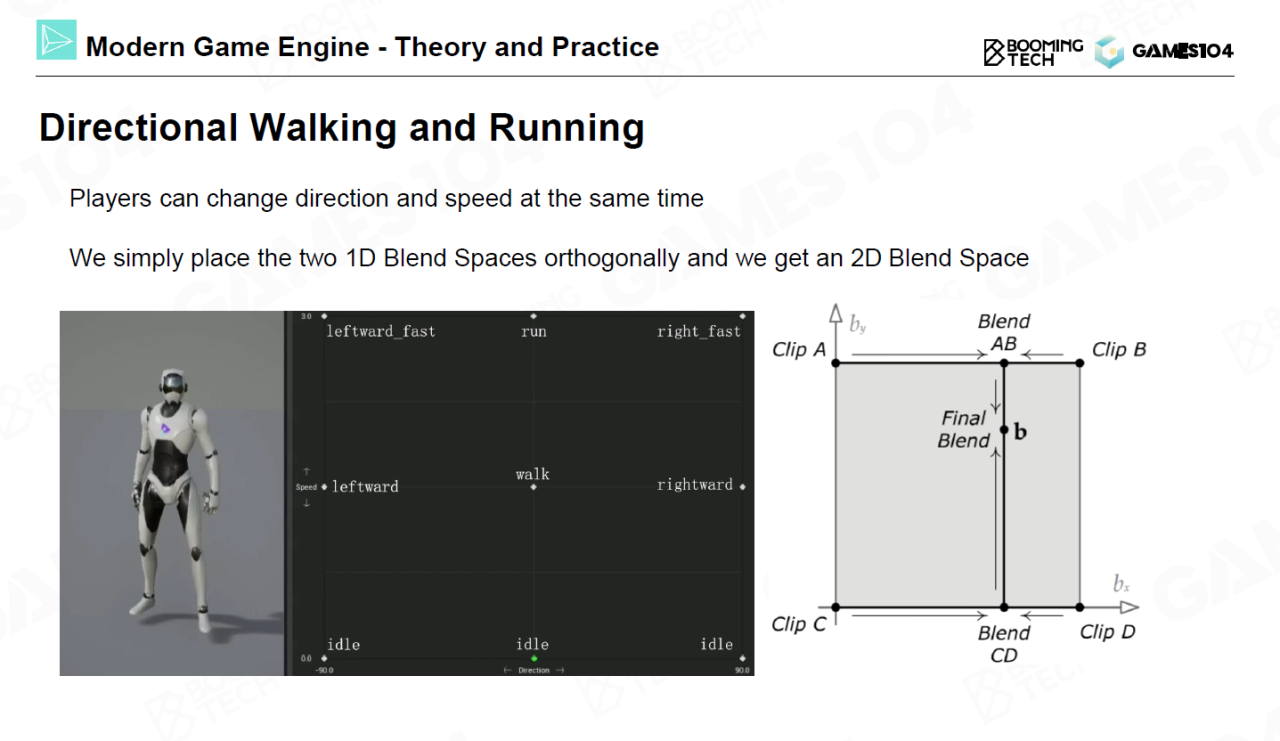 Modern Game Engine - Theory and Practice
BOOMING
TECH
GAMES104
Directional Walking and Running
Players can change direction and speed at the same time
We simply place the two 1D Blend Spaces orthogonally and we get an 2D Blend Space
3.0
leftward_fast
run
right_fast
↑
Speed
↓
leftward
walk
rightward
idle
idle
idle
0.0
-90.0
← Direction →
90.0
b_y
Blend
AB
Clip A
Clip B
Final
Blend
b
b_x
Clip C
Blend
CD
Clip D